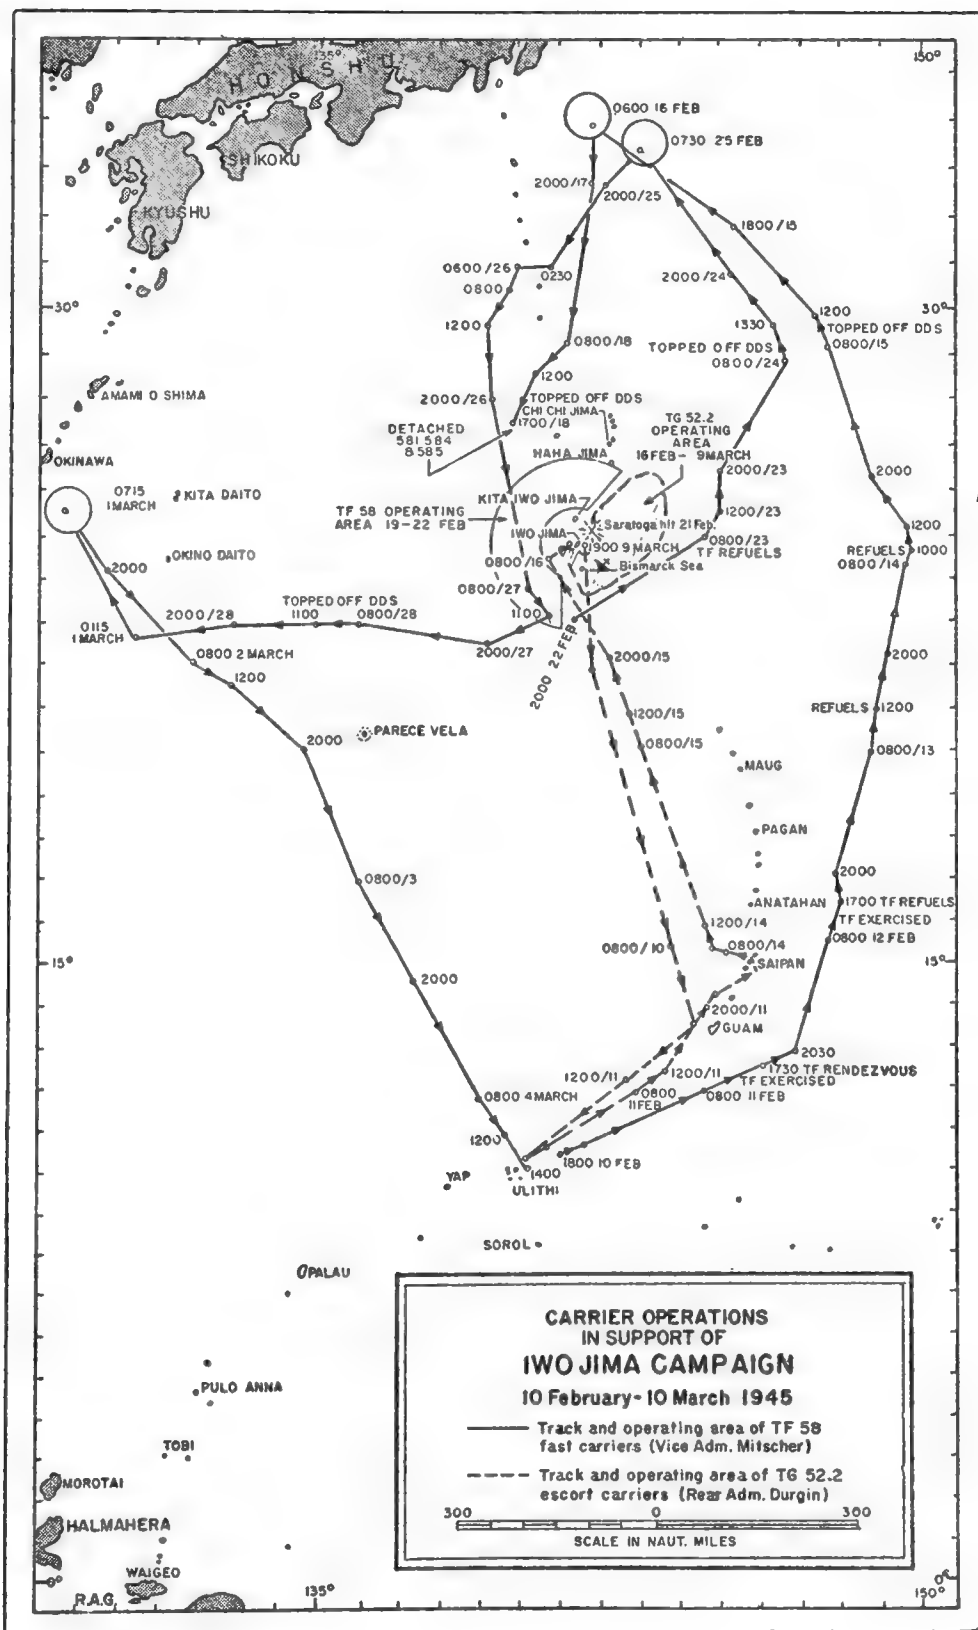 135°
150°
HONSHU
0600 16 FEB
0730 25 FEB
SHIKOKU
2000/17
2000/25
KYUSHU
1800/15
0600/26
0230
2000/24
0800
30°
30°
1200
1330
1200
TOPPED OFF DDS
0800/15
0800/18
TOPPED OFF DDS
0800/24
1200
AMAMI O SHIMA
2000/26
TOPPED OFF DDS
CHI CHI JIMA
1700/18
TG 52.2
OPERATING
AREA
16 FEB- 9 MARCH
DETACHED
581 584
& 585
HAHA JIMA
OKINAWA
2000/23
2000
0715
1 MARCH
KITA DAITO
KITA IWO JIMA
TF 58 OPERATING
AREA 19-22 FEB
1200/23
Saratoga hit 21 Feb.
1200
IWO JIMA
1900 9 MARCH
0800/23
TF REFUELS
REFUELS
1000
0800/14
OKINO DAITO
0800/16
Bismarck Sea
2000
0800/27
TOPPED OFF DDS
2000/28
1100
0800/28
1100
0115
1 MARCH
2000/27
2000 22 FEB
0800 2 MARCH
1200
2000/15
2000
REFUELS
1200
1200/15
PARECE VELA
2000
0800/15
0800/13
MAUG
PAGAN
0800/3
2000
ANATAHAN
1700 TF REFUELS
TF EXERCISED
0800 12 FEB
1200/14
0800/10
0800/14
15°
SAIPAN
15°
2000
2000/11
GUAM
2030
1200/11
1200/11
1730 TF RENDEZVOUS
TF EXERCISED
0800 11 FEB
0800
11 FEB
0800 4 MARCH
1200
1800 10 FEB
1400
YAP
ULITHI
SOROL
PALAU
CARRIER OPERATIONS
IN SUPPORT OF
IWO JIMA CAMPAIGN
10 February-10 March 1945
Track and operating area of TF 58
fast carriers (Vice Adm. Mitscher)
Track and operating area of TG 52.2
escort carriers (Rear Adm. Durgin)
300 0 300
SCALE IN NAUT. MILES
PULO ANNA
TOBI
MOROTAI
HALMAHERA
WAIGEO
0°
0°
R.A.G.
135°
150°